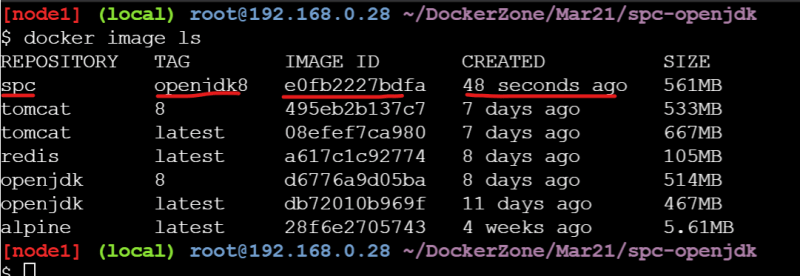 [node1] (local) root@192.168.0.28 ~/DockerZone/Mar21/spc-openjdk
$ docker image ls
REPOSITORY TAG IMAGE ID CREATED SIZE
spc openjdk8 e0fb2227bdfa 48 seconds ago 561MB
tomcat 8 495eb2b137c7 7 days ago 533MB
tomcat latest 08efef7ca980 7 days ago 667MB
redis latest a617c1c92774 8 days ago 105MB
openjdk 8 d6776a9d05ba 8 days ago 514MB
openjdk latest db72010b969f 11 days ago 467MB
alpine latest 28f6e2705743 4 weeks ago 5.61MB
[node1] (local) root@192.168.0.28 ~/DockerZone/Mar21/spc-openjdk
$